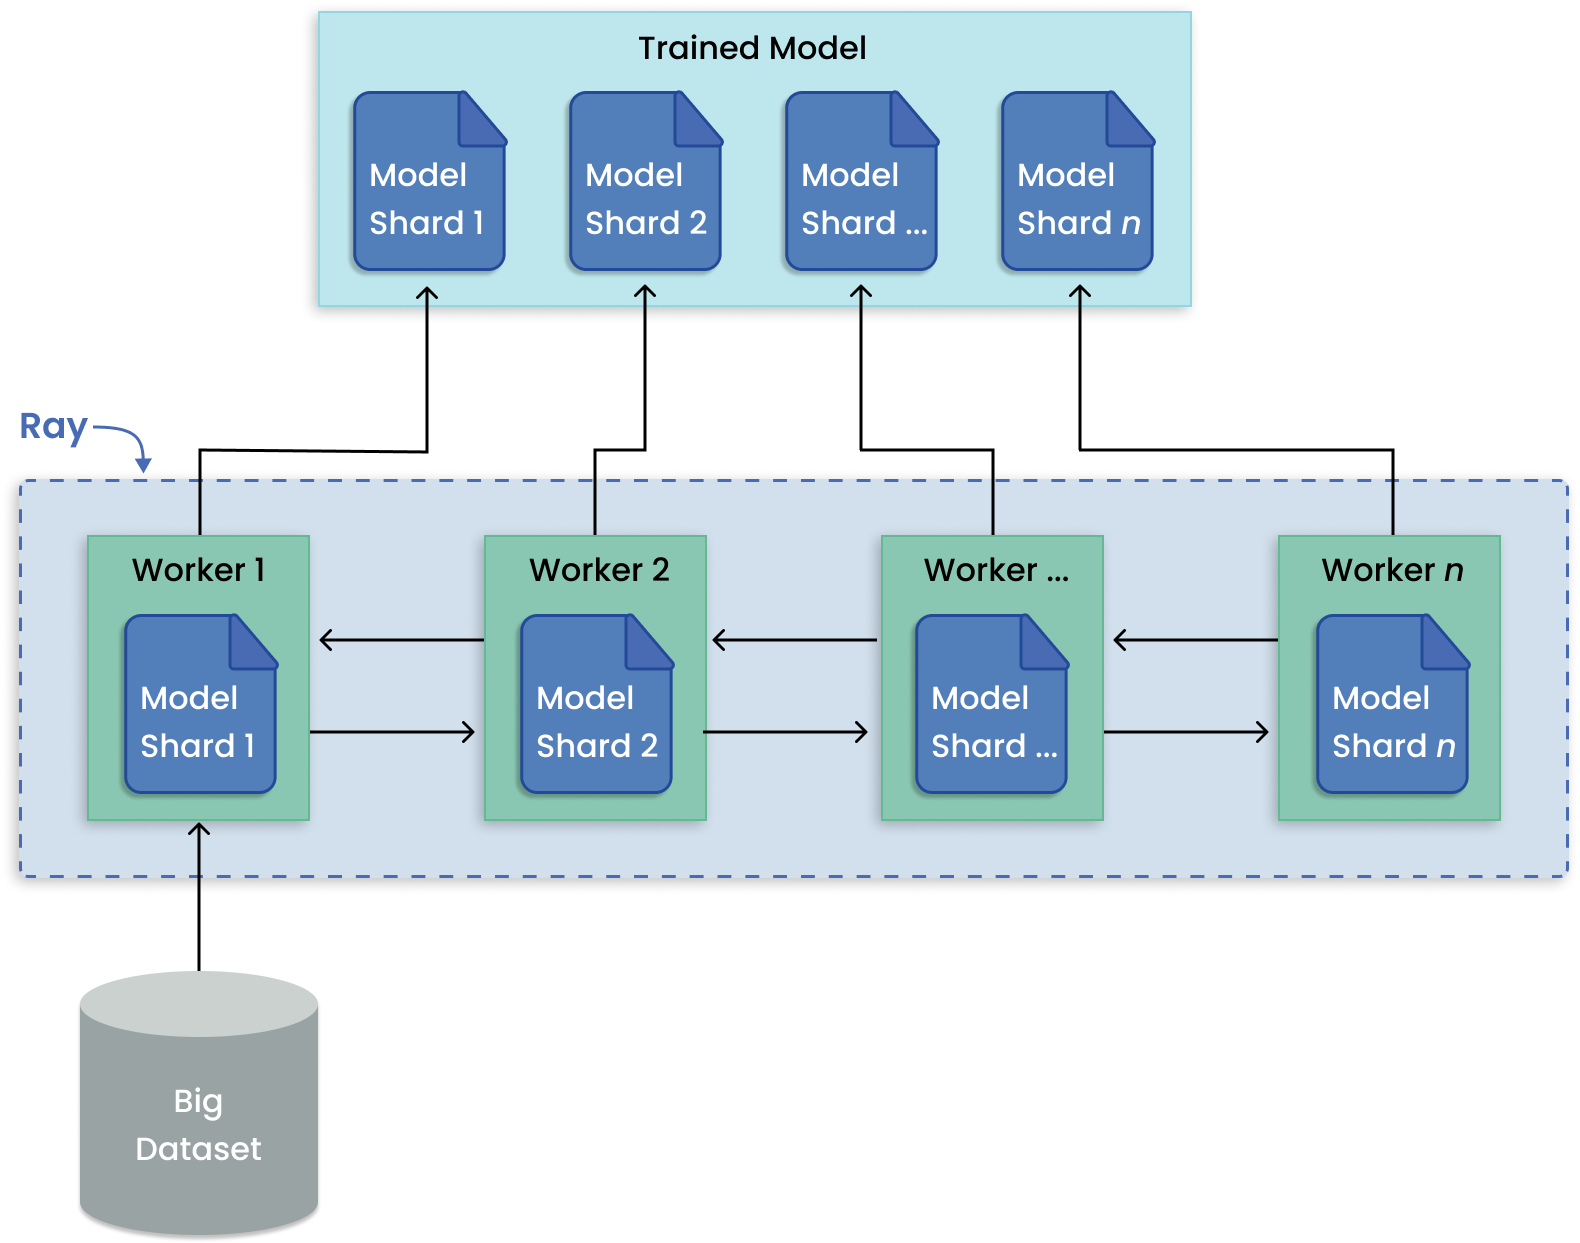 Trained Model
Model
Shard 1
Model
Shard 2
Model
Shard ...
Model
Shard n
Ray
Worker 1
Model
Shard 1
Worker 2
Model
Shard 2
Worker ...
Model
Shard ...
Worker n
Model
Shard n
Big
Dataset